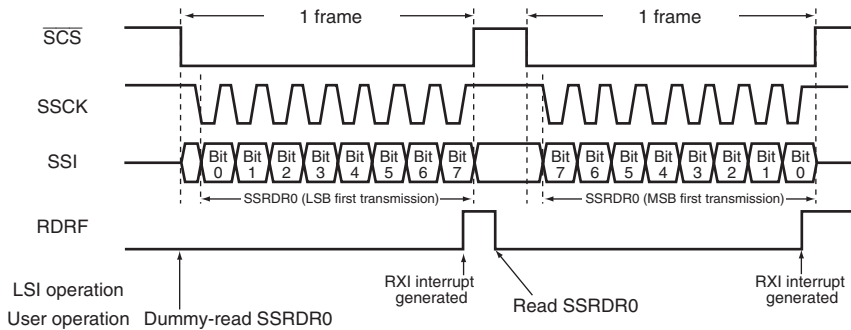 1 frame 1 frame
SCS
SSCK
SSI
Bit 0 Bit 1 Bit 2 Bit 3 Bit 4 Bit 5 Bit 6 Bit 7 Bit 7 Bit 6 Bit 5 Bit 4 Bit 3 Bit 2 Bit 1 Bit 0
SSRDR0 (LSB first transmission) SSRDR0 (MSB first transmission)
RDRF
LSI operation
RXI interrupt generated
RXI interrupt generated
User operation
Dummy-read SSRDR0
Read SSRDR0